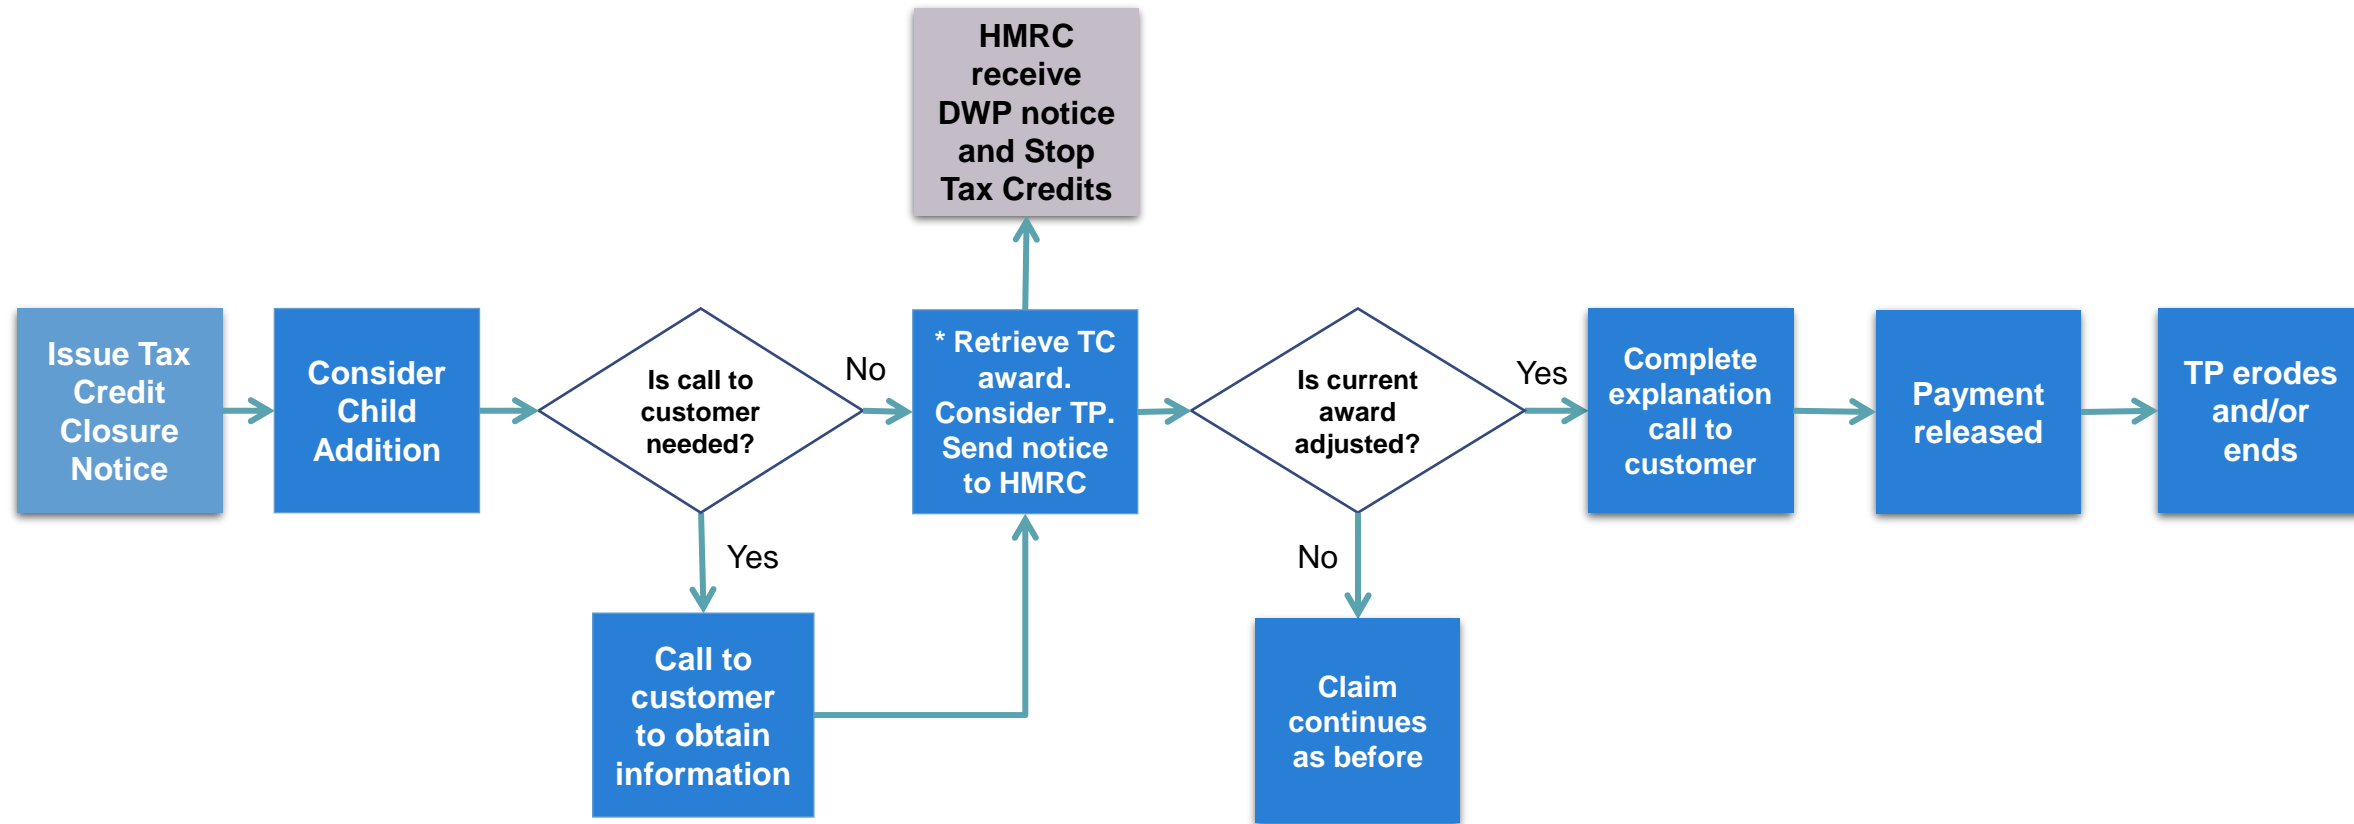 HMRC
receive
DWP notice
and Stop
Tax Credits
Issue Tax
Credit
Closure
Notice
Consider
Child
Addition
Is call to
customer
needed?
No
Yes
Call to
customer
to obtain
information
* Retrieve TC
award.
Consider TP.
Send notice
to HMRC
Is current
award
adjusted?
No
Claim
continues
as before
Yes
Complete
explanation
call to
customer
Payment
released
TP erodes
and/or
ends